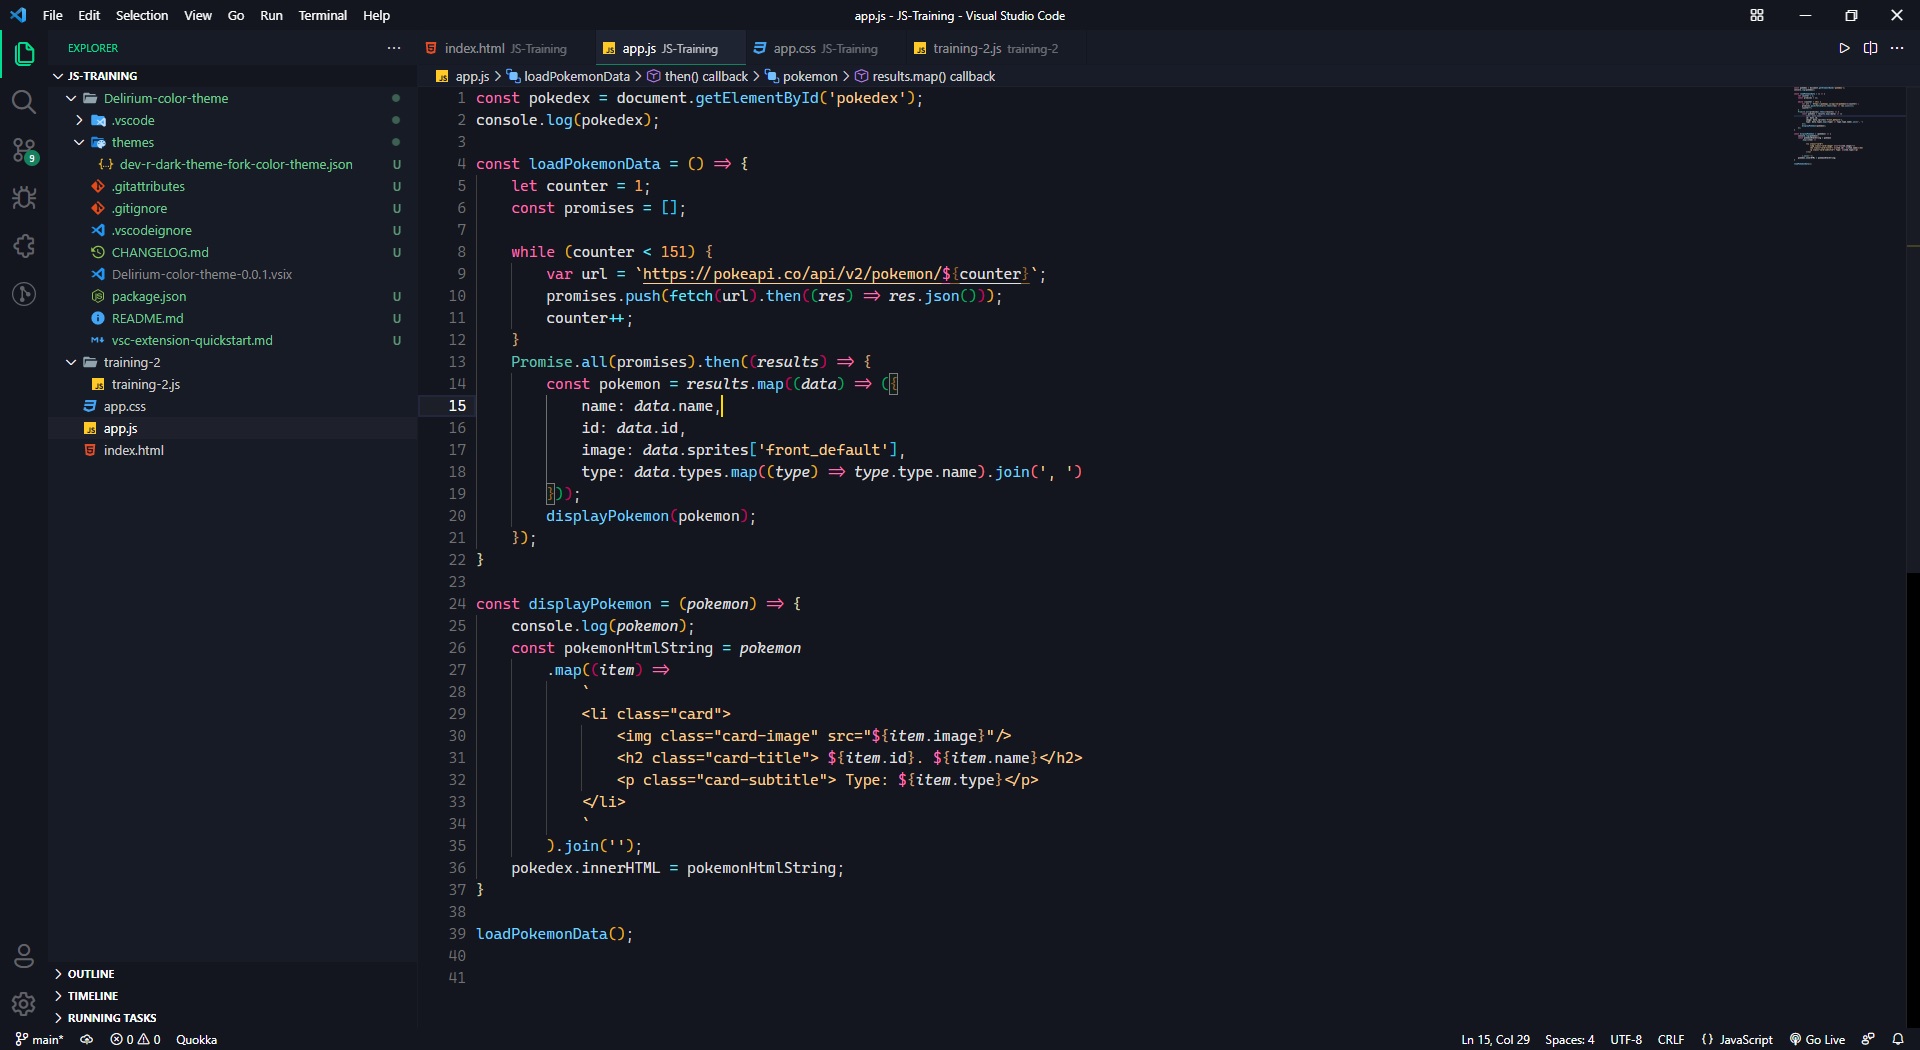 File Edit Selection View Go Run Terminal Help
app.js - JS-Training - Visual Studio Code
EXPLORER
JS-TRAINING
Delirium-color-theme
.vscode
themes
dev-r-dark-theme-fork-color-theme.json U
.gitattributes U
.gitignore U
.vscodeignore U
CHANGELOG.md U
Delirium-color-theme-0.0.1.vsix
package.json U
README.md U
vsc-extension-quickstart.md U
training-2
training-2.js
app.css
app.js
index.html
OUTLINE
TIMELINE
RUNNING TASKS
9
index.html JS-Training
app.js JS-Training
app.css JS-Training
training-2.js training-2
app.js > loadPokemonData > then() callback > pokemon > results.map() callback
1 const pokedex = document.getElementById('pokedex');
2 console.log(pokedex);
3
4 const loadPokemonData = () => {
5 let counter = 1;
6 const promises = [];
7
8 while (counter < 151) {
9 var url = `https://pokeapi.co/api/v2/pokemon/${counter}`;
10 promises.push(fetch(url).then((res) => res.json()));
11 counter++;
12 }
13 Promise.all(promises).then((results) => {
14 const pokemon = results.map((data) => ({
15 name: data.name,
16 id: data.id,
17 image: data.sprites['front_default'],
18 type: data.types.map((type) => type.type.name).join(', ')
19 }));
20 displayPokemon(pokemon);
21 });
22 }
23
24 const displayPokemon = (pokemon) => {
25 console.log(pokemon);
26 const pokemonHtmlString = pokemon
27 .map((item) =>
28 `
29 <li class="card">
30 <img class="card-image" src="${item.image}"/>
31 <h2 class="card-title"> ${item.id}. ${item.name}</h2>
32 <p class="card-subtitle"> Type: ${item.type}</p>
33 </li>
34 `
35 ).join('');
36 pokedex.innerHTML = pokemonHtmlString;
37 }
38
39 loadPokemonData();
40
41
main* 0 0 Quokka
Ln 15, Col 29 Spaces: 4 UTF-8 CRLF {} JavaScript Go Live